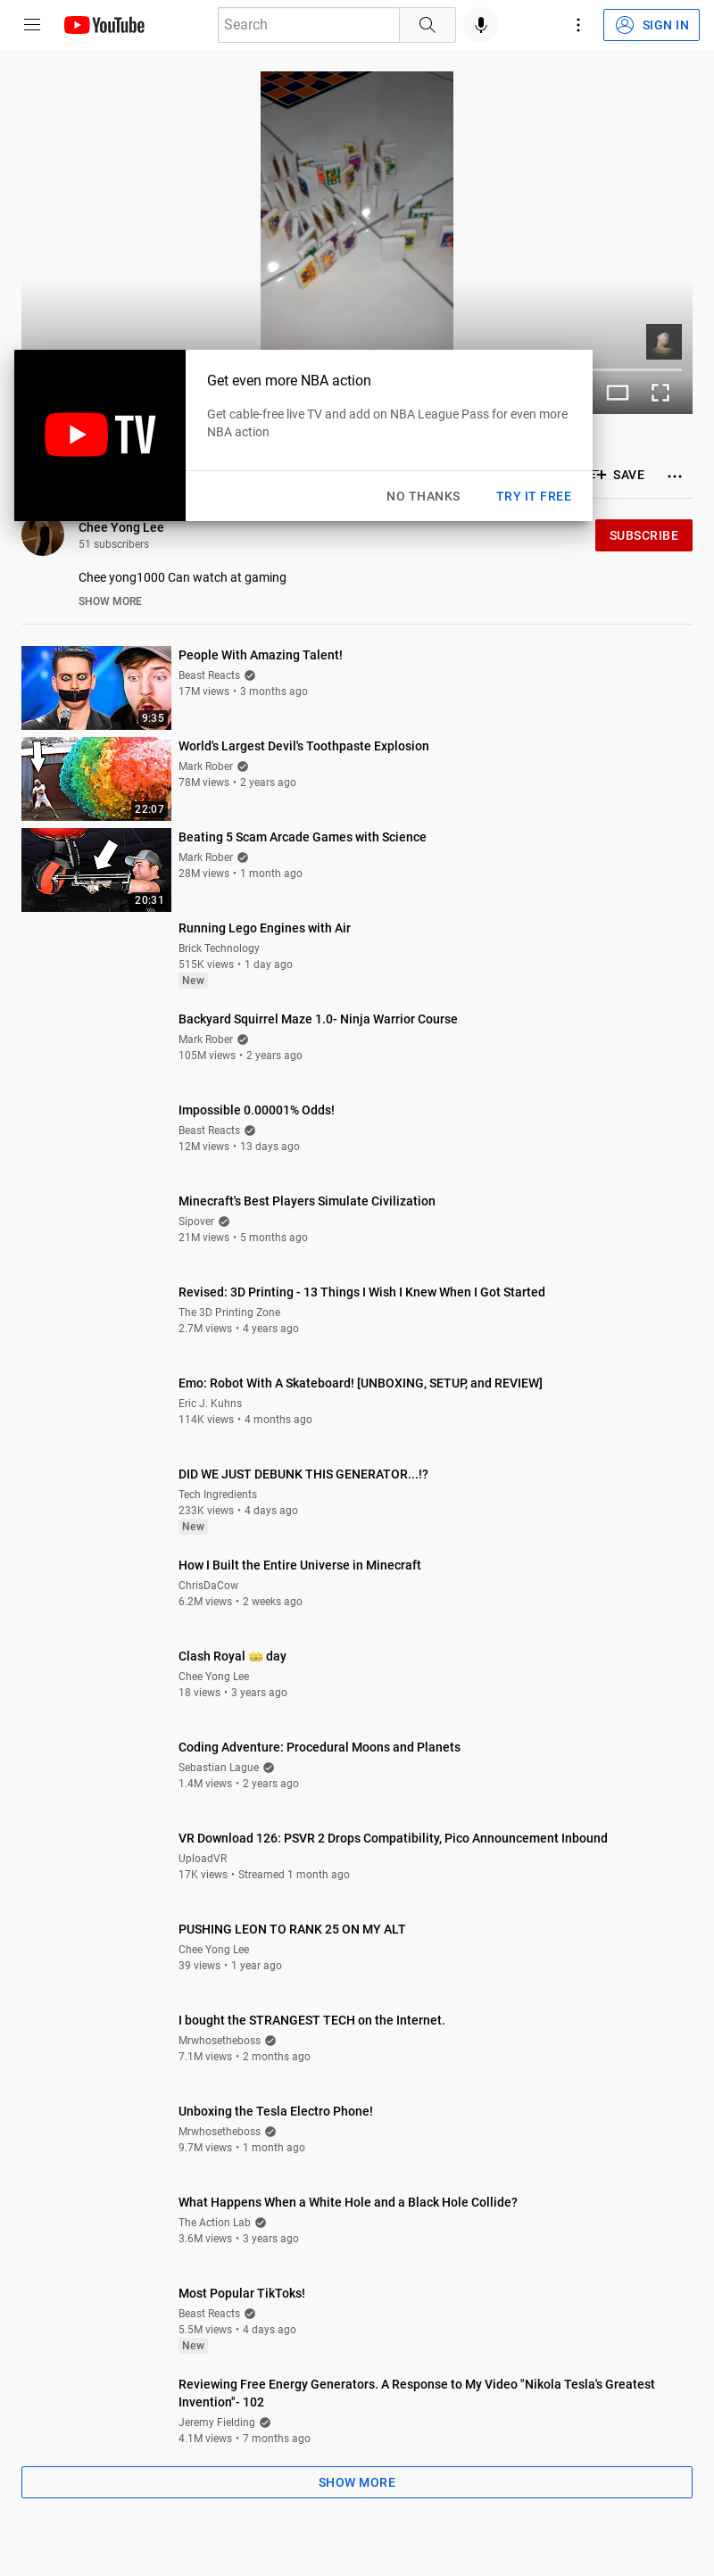 YouTube
Search
SIGN IN
TV
Get even more NBA action
Get cable-free live TV and add on NBA League Pass for even more
NBA action
NO THANKS
TRY IT FREE
SAVE
Chee Yong Lee
51 subscribers
SUBSCRIBE
Chee yong1000 Can watch at gaming
SHOW MORE
People With Amazing Talent!
Beast Reacts
17M views • 3 months ago
9:35
World's Largest Devil's Toothpaste Explosion
Mark Rober
78M views • 2 years ago
22:07
Beating 5 Scam Arcade Games with Science
Mark Rober
28M views • 1 month ago
20:31
Running Lego Engines with Air
Brick Technology
515K views • 1 day ago
New
Backyard Squirrel Maze 1.0- Ninja Warrior Course
Mark Rober
105M views • 2 years ago
Impossible 0.00001% Odds!
Beast Reacts
12M views • 13 days ago
Minecraft's Best Players Simulate Civilization
Sipover
21M views • 5 months ago
Revised: 3D Printing - 13 Things I Wish I Knew When I Got Started
The 3D Printing Zone
2.7M views • 4 years ago
Emo: Robot With A Skateboard! [UNBOXING, SETUP, and REVIEW]
Eric J. Kuhns
114K views • 4 months ago
DID WE JUST DEBUNK THIS GENERATOR...!?
Tech Ingredients
233K views • 4 days ago
New
How I Built the Entire Universe in Minecraft
ChrisDaCow
6.2M views • 2 weeks ago
Clash Royal 👑 day
Chee Yong Lee
18 views • 3 years ago
Coding Adventure: Procedural Moons and Planets
Sebastian Lague
1.4M views • 2 years ago
VR Download 126: PSVR 2 Drops Compatibility, Pico Announcement Inbound
UploadVR
17K views • Streamed 1 month ago
PUSHING LEON TO RANK 25 ON MY ALT
Chee Yong Lee
39 views • 1 year ago
I bought the STRANGEST TECH on the Internet.
Mrwhosetheboss
7.1M views • 2 months ago
Unboxing the Tesla Electro Phone!
Mrwhosetheboss
9.7M views • 1 month ago
What Happens When a White Hole and a Black Hole Collide?
The Action Lab
3.6M views • 3 years ago
Most Popular TikToks!
Beast Reacts
5.5M views • 4 days ago
New
Reviewing Free Energy Generators. A Response to My Video "Nikola Tesla's Greatest
Invention"- 102
Jeremy Fielding
4.1M views • 7 months ago
SHOW MORE